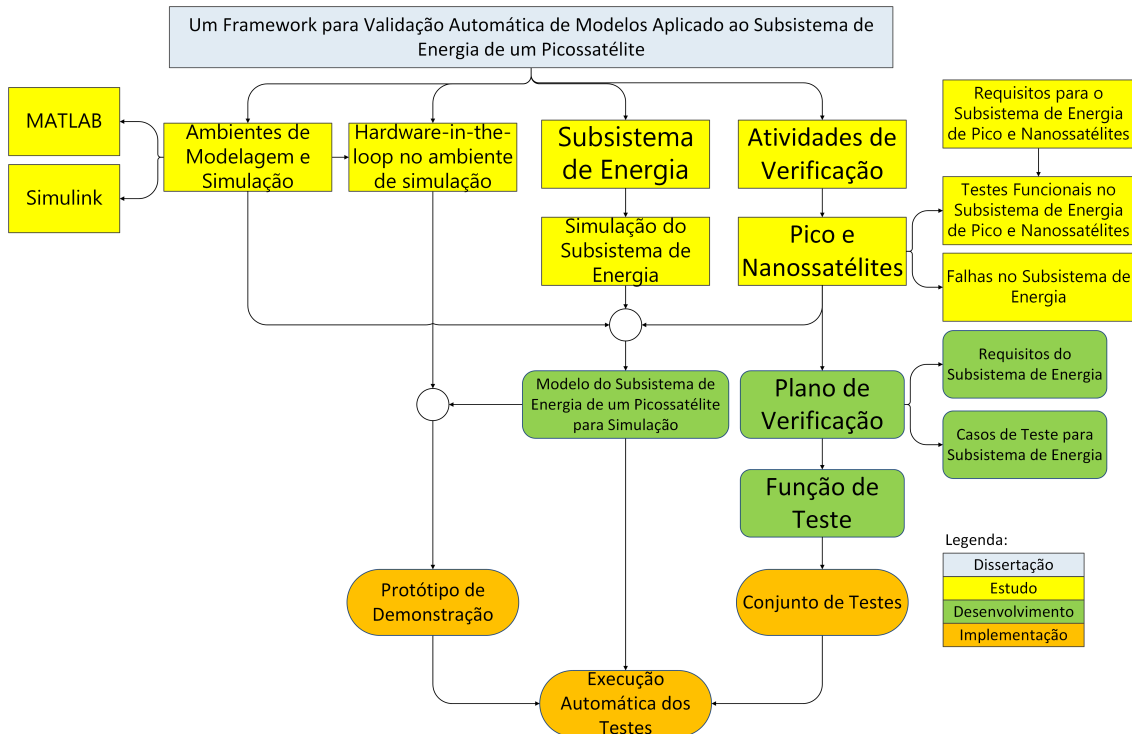 Um Framework para Validação Automática de Modelos Aplicado ao Subsistema de
Energia de um Picossatélite
MATLAB
Simulink
Ambientes de
Modelagem e
Simulação
Hardware-in-the-
loop no ambiente
de simulação
Subsistema
de Energia
Atividades de
Verificação
Requisitos para o
Subsistema de Energia
de Pico e Nanossatélites
Simulação do
Subsistema de
Energia
Pico e
Nanossatélites
Testes Funcionais no
Subsistema de Energia
de Pico e Nanossatélites
Falhas no Subsistema de
Energia
Modelo do Subsistema de
Energia de um Picossatélite
para Simulação
Plano de
Verificação
Requisitos do
Subsistema de Energia
Casos de Teste para
Subsistema de Energia
Função de
Teste
Protótipo de
Demonstração
Conjunto de Testes
Execução
Automática dos
Testes
Legenda:
Dissertação
Estudo
Desenvolvimento
Implementação